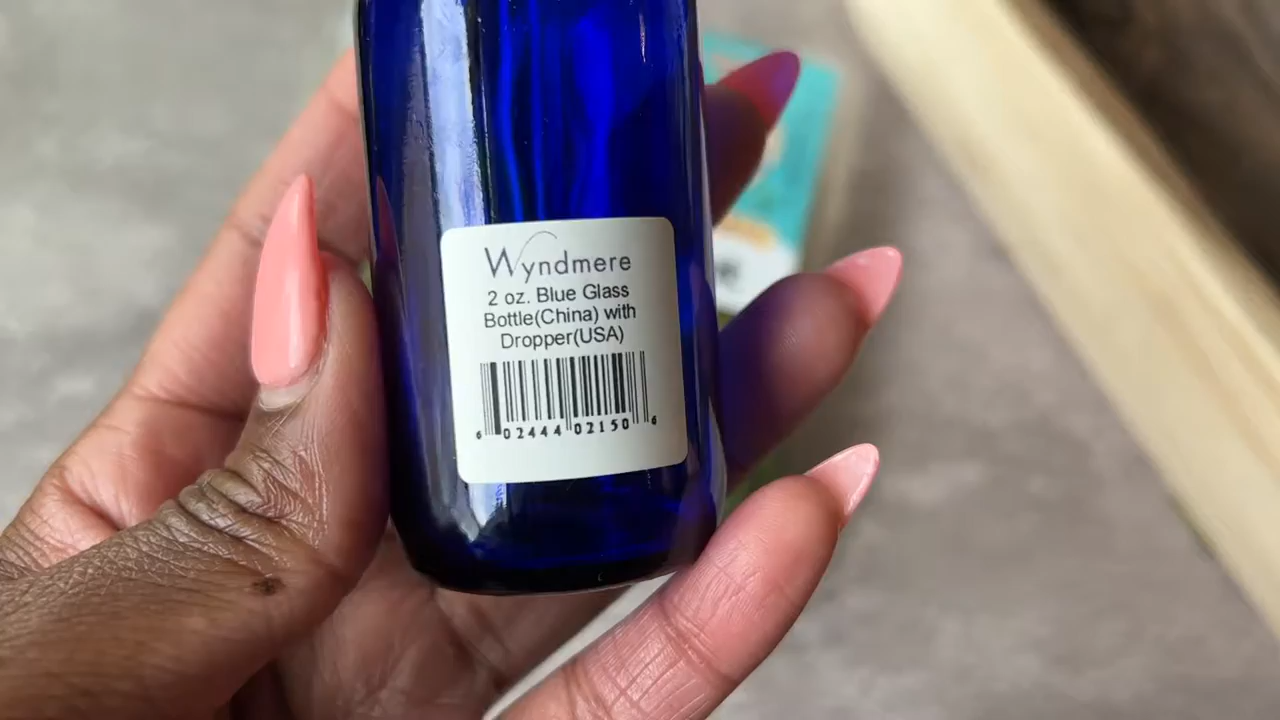 Wyndmere
2 oz. Blue Glass
Bottle(China) with
Dropper(USA)
6 02444 02150 6